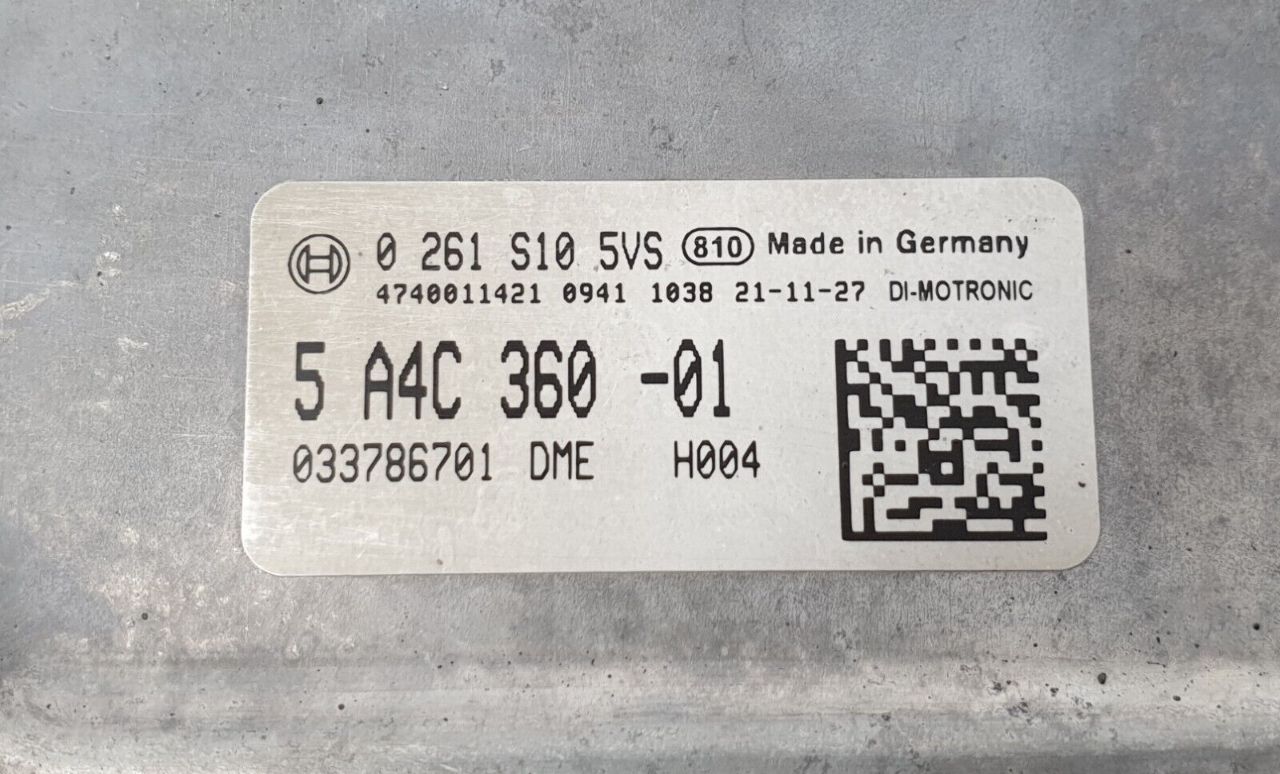 0 261 S10 5VS 810 Made in Germany
4740011421 0941 1038 21-11-27 DI-MOTRONIC
5 A4C 360 -01
033786701 DME H004